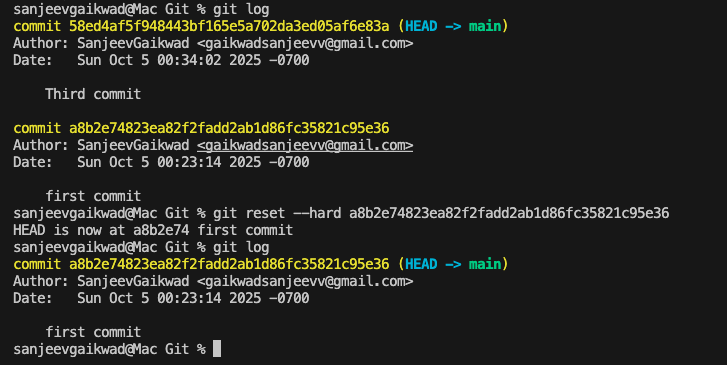 sanjeevgaikwad@Mac Git % git log
commit 58ed4af5f948443bf165e5a702da3ed05af6e83a (HEAD -> main)
Author: SanjeevGaikwad <gaikwadsanjeevv@gmail.com>
Date:   Sun Oct 5 00:34:02 2025 -0700
    Third commit
commit a8b2e74823ea82f2fadd2ab1d86fc35821c95e36
Author: SanjeevGaikwad <gaikwadsanjeevv@gmail.com>
Date:   Sun Oct 5 00:23:14 2025 -0700
    first commit
sanjeevgaikwad@Mac Git % git reset --hard a8b2e74823ea82f2fadd2ab1d86fc35821c95e36
HEAD is now at a8b2e74 first commit
sanjeevgaikwad@Mac Git % git log
commit a8b2e74823ea82f2fadd2ab1d86fc35821c95e36 (HEAD -> main)
Author: SanjeevGaikwad <gaikwadsanjeevv@gmail.com>
Date:   Sun Oct 5 00:23:14 2025 -0700
    first commit
sanjeevgaikwad@Mac Git %